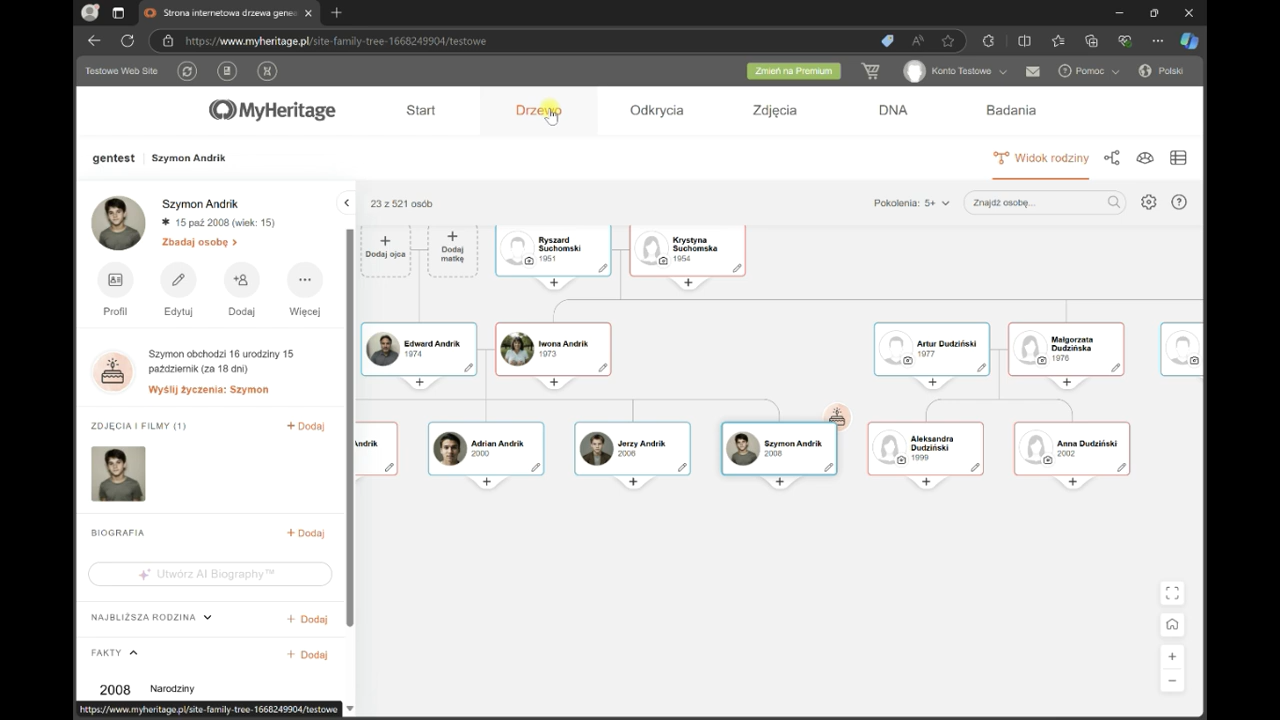 Strona internetowa drzewa gene
https://www.myheritage.pl/site-family-tree-1668249904/testowe
Testowe Web Site
Zmień na Premium
Konto Testowe
Pomoc
Polski
MyHeritage
Start
Drzewo
Odkrycia
Zdjęcia
DNA
Badania
gentest
Szymon Andrik
Widok rodziny
Szymon Andrik
15 paź 2008 (wiek: 15)
Zbadaj osobę >
Profil
Edytuj
Dodaj
Więcej
Szymon obchodzi 16 urodziny 15
październik (za 18 dni)
Wyślij życzenia: Szymon
ZDJĘCIA I FILMY (1)
+ Dodaj
BIOGRAFIA
+ Dodaj
Utwórz AI Biography™
NAJBLIŻSZA RODZINA
+ Dodaj
FAKTY
+ Dodaj
2008
Narodziny
https://www.myheritage.pl/site-family-tree-1668249904/testowe
23 z 521 osób
Pokolenia: 5+
Znajdź osobę...
Dodaj ojca
Dodaj
matkę
Ryszard
Suchomski
1951
Krystyna
Suchomska
1954
Edward Andrik
1974
Iwona Andrik
1973
Artur Dudziński
1977
Małgorzata
Dudzińska
1976
Andrik
Adrian Andrik
2000
Jerzy Andrik
2006
Szymon Andrik
2008
Aleksandra
Dudziński
1999
Anna Dudziński
2002